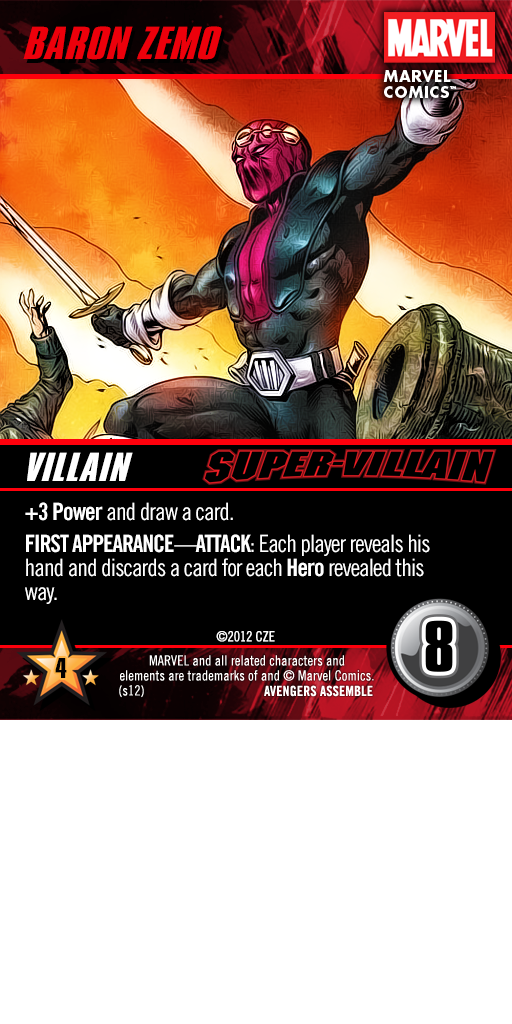 BARON ZEMO
MARVEL
MARVEL
COMICS™
VILLAIN
SUPER-VILLAIN
+3 Power and draw a card.
FIRST APPEARANCE—ATTACK: Each player reveals his
hand and discards a card for each Hero revealed this
way.
©2012 CZE
4
MARVEL and all related characters and
elements are trademarks of and © Marvel Comics.
(s12)
AVENGERS ASSEMBLE
8